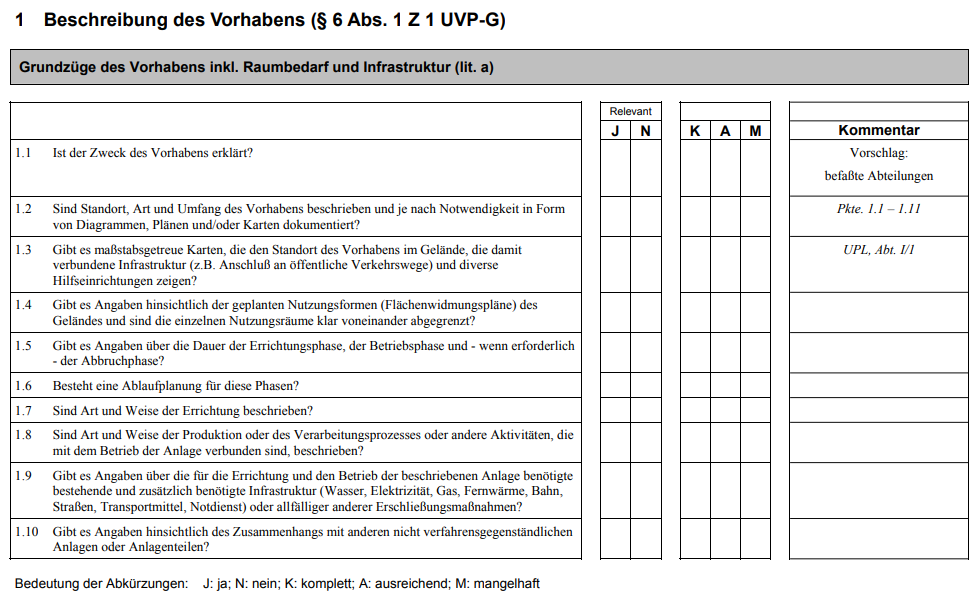 1 Beschreibung des Vorhabens (§ 6 Abs. 1 Z 1 UVP-G)
Grundzüge des Vorhabens inkl. Raumbedarf und Infrastruktur (lit. a)
Relevant
J N K A M Kommentar
1.1 Ist der Zweck des Vorhabens erklärt? Vorschlag:
befaßte Abteilungen
1.2 Sind Standort, Art und Umfang des Vorhabens beschrieben und je nach Notwendigkeit in Form Pkte. 1.1 – 1.11
von Diagrammen, Plänen und/oder Karten dokumentiert?
1.3 Gibt es maßstabsgetreue Karten, die den Standort des Vorhabens im Gelände, die damit UPL, Abt. I/1
verbundene Infrastruktur (z.B. Anschluß an öffentliche Verkehrswege) und diverse
Hilfseinrichtungen zeigen?
1.4 Gibt es Angaben hinsichtlich der geplanten Nutzungsformen (Flächenwidmungspläne) des
Geländes und sind die einzelnen Nutzungsräume klar voneinander abgegrenzt?
1.5 Gibt es Angaben über die Dauer der Errichtungsphase, der Betriebsphase und - wenn erforderlich
- der Abbruchphase?
1.6 Besteht eine Ablaufplanung für diese Phasen?
1.7 Sind Art und Weise der Errichtung beschrieben?
1.8 Sind Art und Weise der Produktion oder des Verarbeitungsprozesses oder andere Aktivitäten, die
mit dem Betrieb der Anlage verbunden sind, beschrieben?
1.9 Gibt es Angaben über die für die Errichtung und den Betrieb der beschriebenen Anlage benötigte
bestehende und zusätzlich benötigte Infrastruktur (Wasser, Elektrizität, Gas, Fernwärme, Bahn,
Straßen, Transportmittel, Notdienst) oder allfälliger anderer Erschließungsmaßnahmen?
1.10 Gibt es Angaben hinsichtlich des Zusammenhangs mit anderen nicht verfahrensgegenständlichen
Anlagen oder Anlagenteilen?
Bedeutung der Abkürzungen: J: ja; N: nein; K: komplett; A: ausreichend; M: mangelhaft